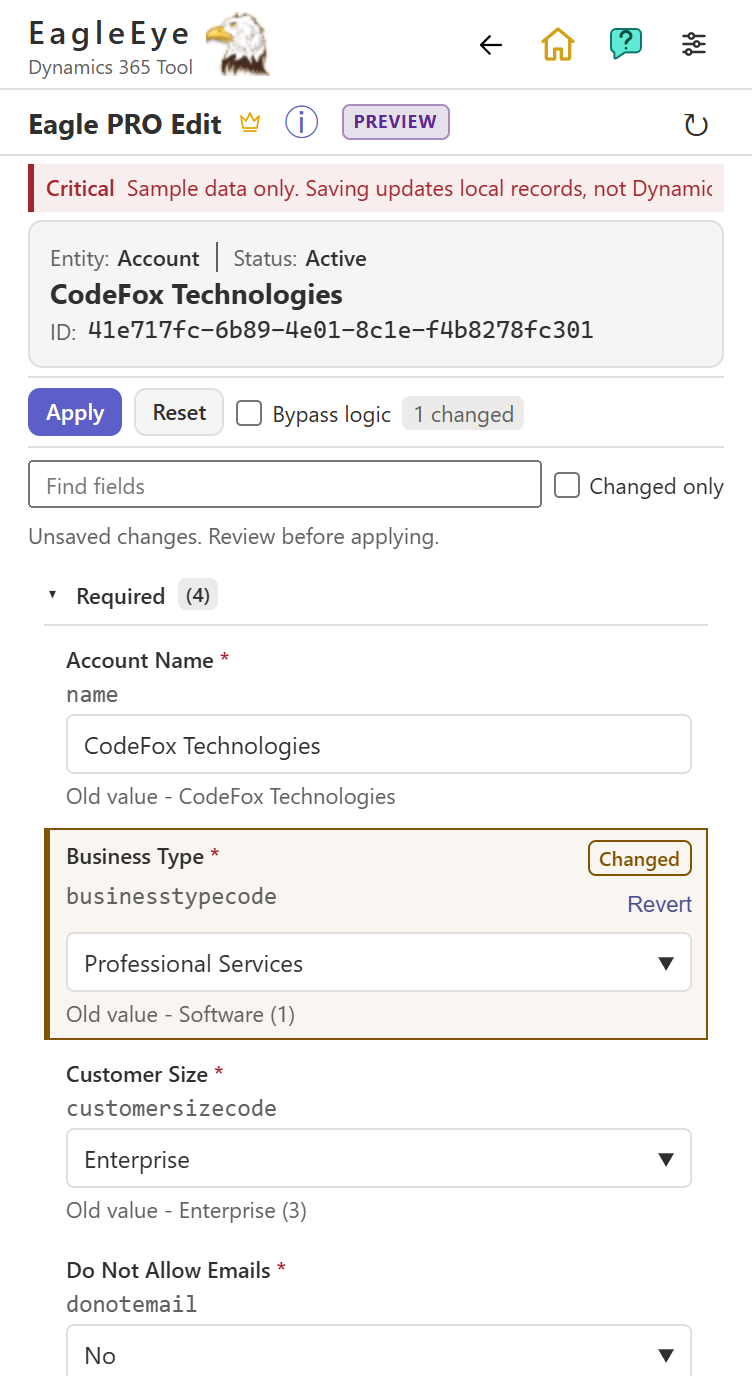 EagleEye
Dynamics 365 Tool
Eagle PRO Edit PREVIEW
Critical Sample data only. Saving updates local records, not Dynamic
Entity: Account Status: Active
CodeFox Technologies
ID: 41e717fc-6b89-4e01-8c1e-f4b8278fc301
Apply Reset Bypass logic 1 changed
Find fields Changed only
Unsaved changes. Review before applying.
Required (4)
Account Name *
name
CodeFox Technologies
Old value - CodeFox Technologies
Business Type * Changed
businesstypecode Revert
Professional Services
Old value - Software (1)
Customer Size *
customersizecode
Enterprise
Old value - Enterprise (3)
Do Not Allow Emails *
donotemail
No